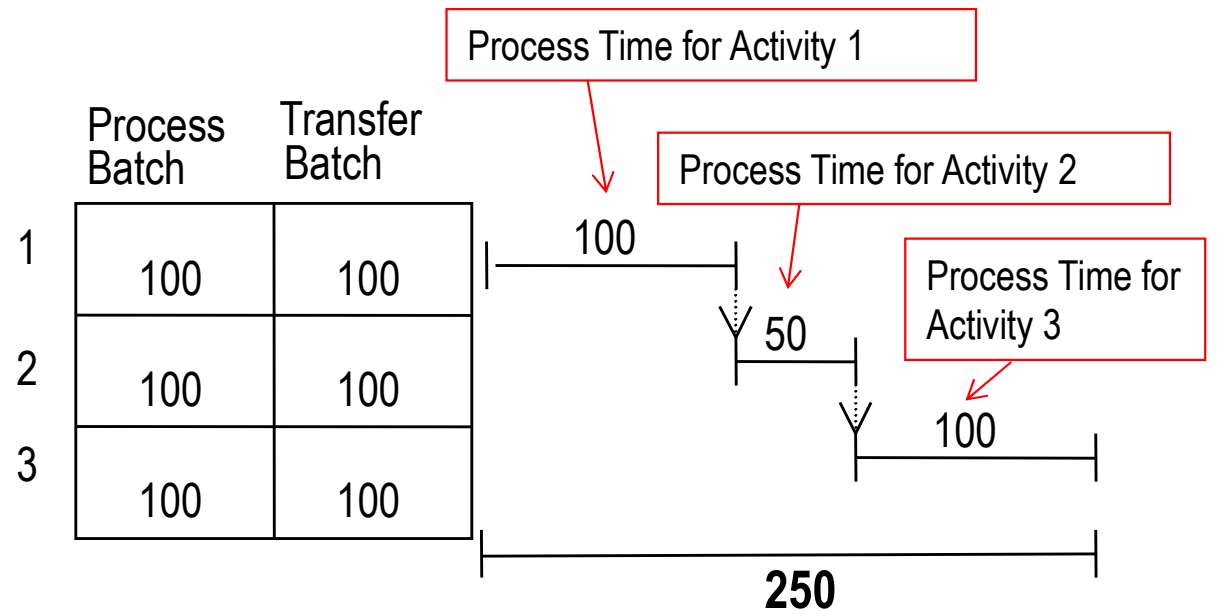 Process Time for Activity 1
Process
Batch
Transfer
Batch
Process Time for Activity 2
1
100
100
100
Process Time for
Activity 3
50
2
100
100
100
3
100
100
250